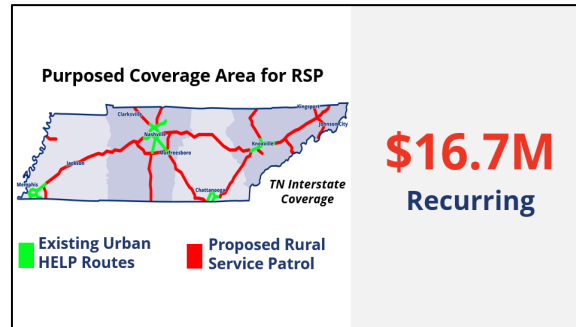 Purposed Coverage Area for RSP
Clarksville
Nashville
Kingsport
Johnson City
Knoxville
Murfreesboro
Jackson
Memphis
Chattanooga
TN Interstate
Coverage
Existing Urban
HELP Routes
Proposed Rural
Service Patrol
$16.7M
Recurring